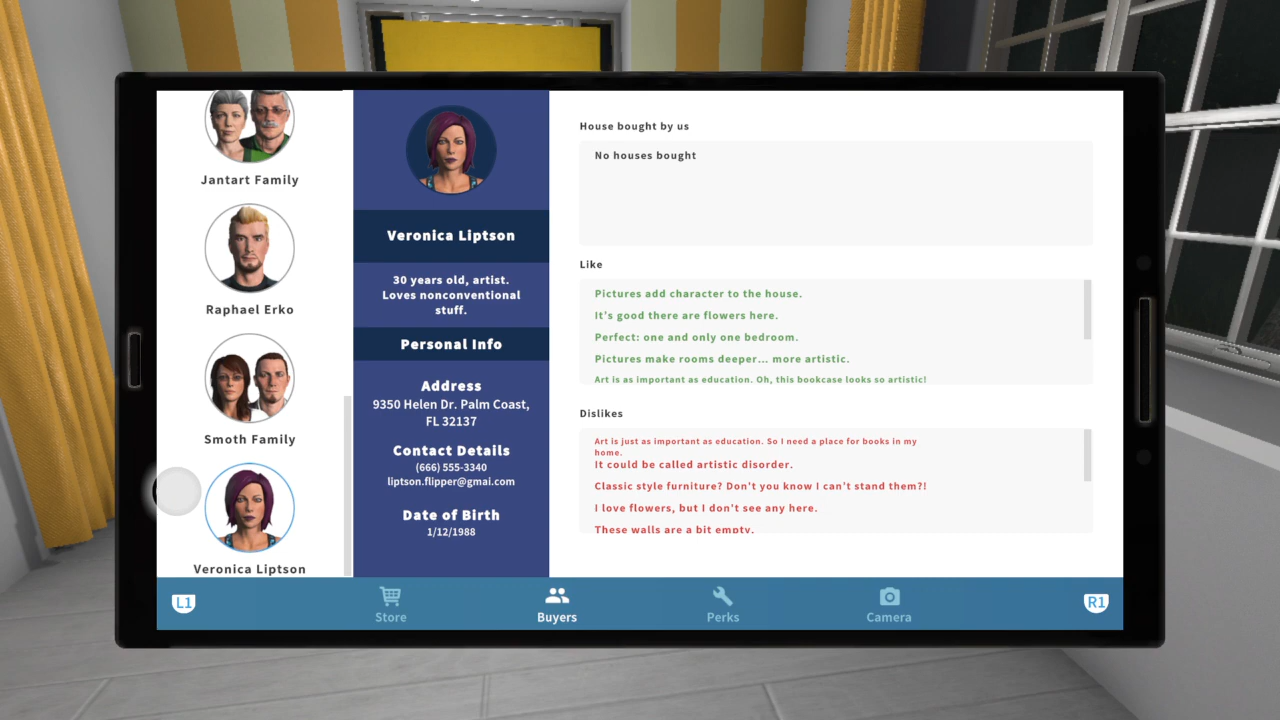 Jantart Family
Raphael Erko
Smoth Family
Veronica Liptson
Veronica Liptson
30 years old, artist.
Loves nonconventional
stuff.
Personal Info
Address
9350 Helen Dr. Palm Coast,
FL 32137
Contact Details
(666) 555-3340
liptson.flipper@gmai.com
Date of Birth
1/12/1988
House bought by us
No houses bought
Like
Pictures add character to the house.
It's good there are flowers here.
Perfect: one and only one bedroom.
Pictures make rooms deeper... more artistic.
Art is as important as education. Oh, this bookcase looks so artistic!
Dislikes
Art is just as important as education. So I need a place for books in my
home.
It could be called artistic disorder.
Classic style furniture? Don't you know I can't stand them?!
I love flowers, but I don't see any here.
These walls are a bit empty.
L1
Store
Buyers
Perks
Camera
R1